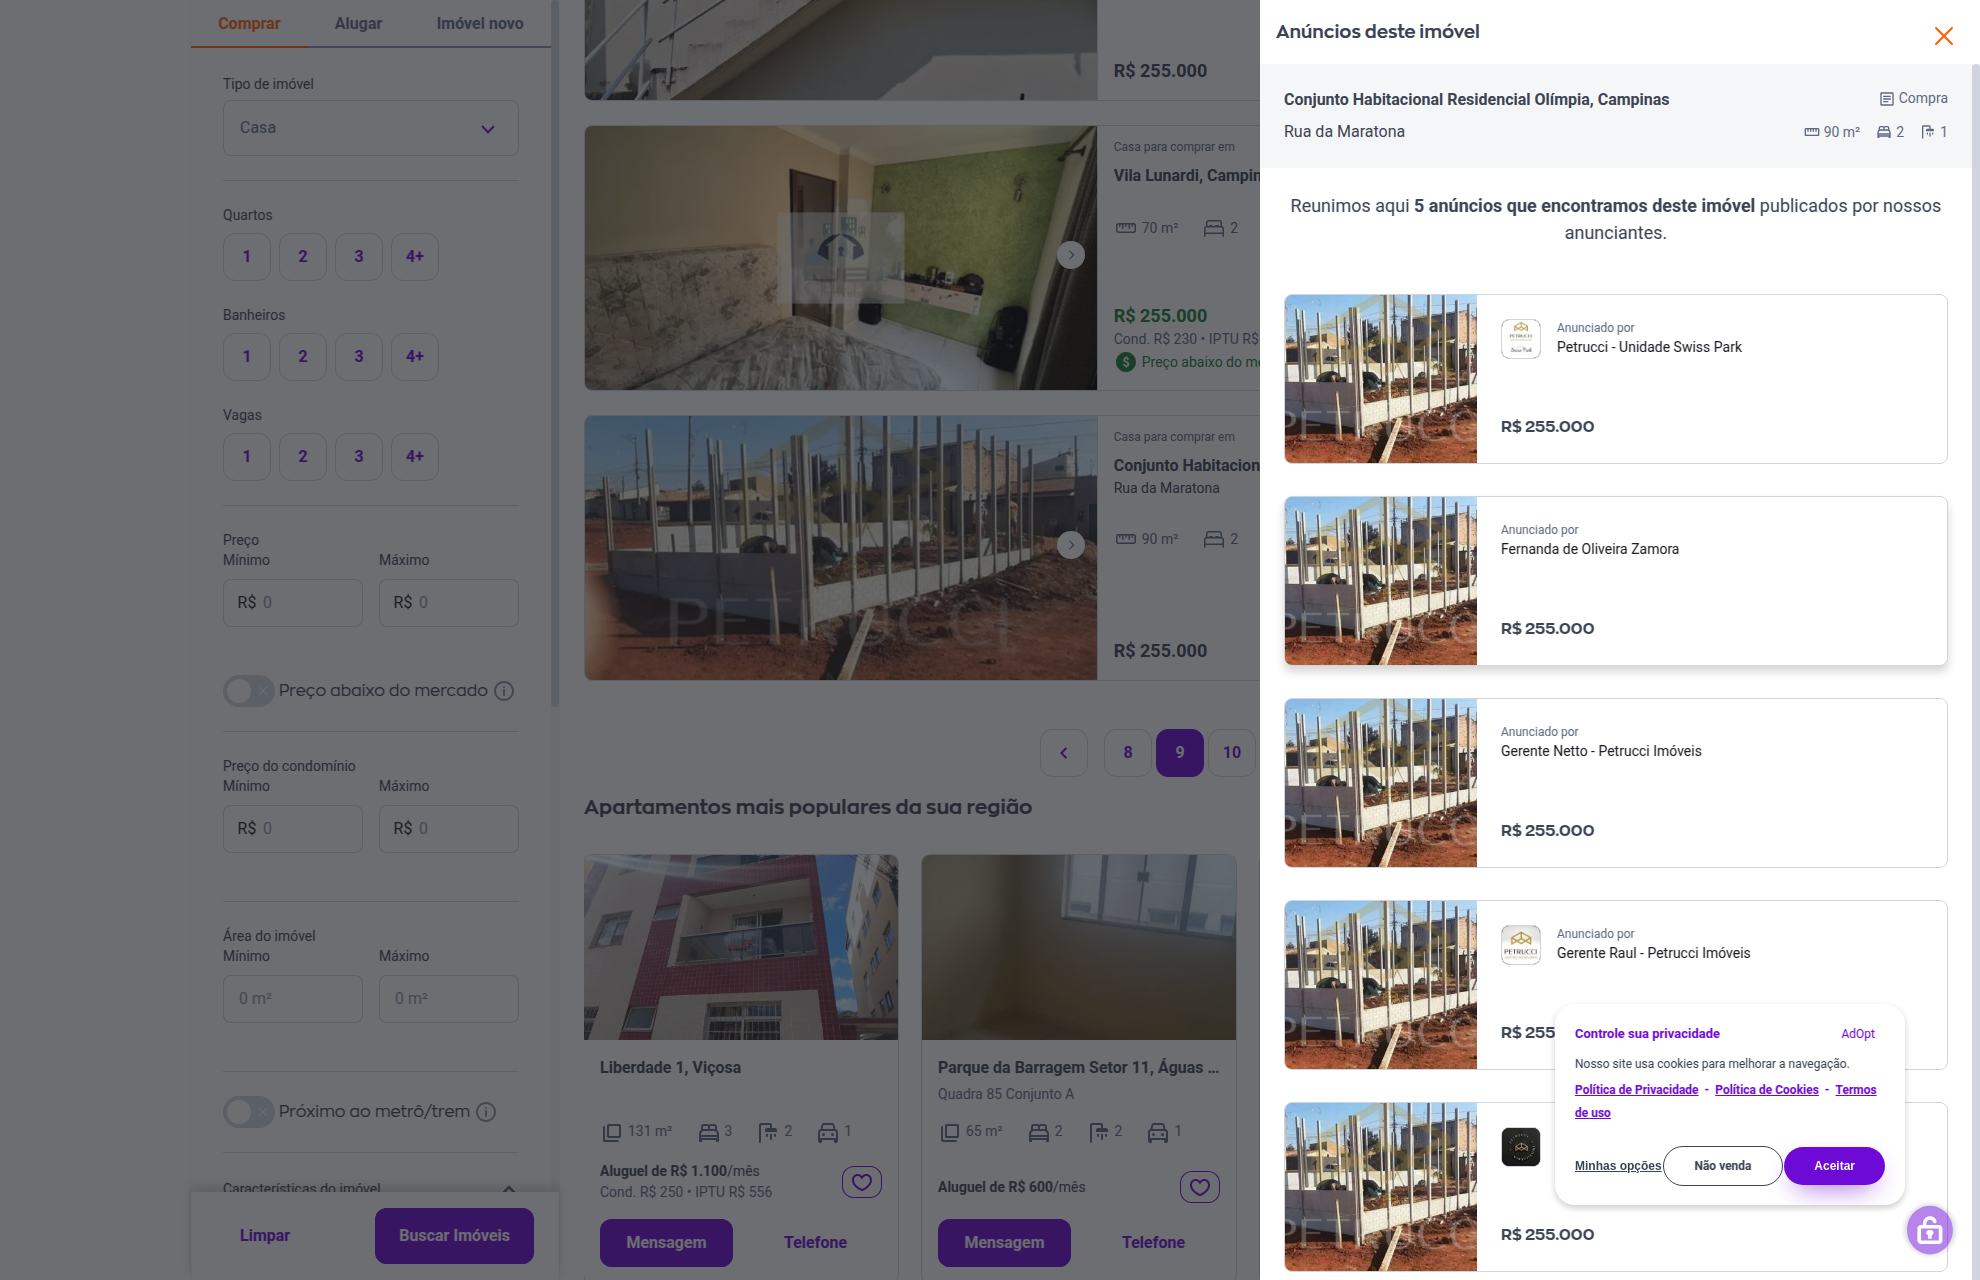 Comprar
Alugar
Imóvel novo
Tipo de imóvel
Casa
Quartos
1
2
3
4+
Banheiros
1
2
3
4+
Vagas
1
2
3
4+
Preço
Mínimo
Máximo
R$ 0
R$ 0
Preço abaixo do mercado
Preço do condomínio
Mínimo
Máximo
R$ 0
R$ 0
Área do imóvel
Mínimo
Máximo
0 m²
0 m²
Próximo ao metrô/trem
Características do imóvel
Limpar
Buscar Imóveis
R$ 255.000
Casa para comprar em
Vila Lunardi, Campin
70 m²
2
R$ 255.000
Cond. R$ 230 • IPTU R$
Preço abaixo do me
PETRUCCI
Casa para comprar em
Conjunto Habitacion
Rua da Maratona
90 m²
2
R$ 255.000
8
9
10
Apartamentos mais populares da sua região
Liberdade 1, Viçosa
131 m²
3
2
1
Aluguel de R$ 1.100/mês
Cond. R$ 250 • IPTU R$ 556
Mensagem
Telefone
Parque da Barragem Setor 11, Águas ...
Quadra 85 Conjunto A
65 m²
2
2
1
Aluguel de R$ 600/mês
Mensagem
Telefone
Anúncios deste imóvel
Conjunto Habitacional Residencial Olímpia, Campinas
Compra
Rua da Maratona
90 m²
2
1
Reunimos aqui 5 anúncios que encontramos deste imóvel publicados por nossos
anunciantes.
PETRUCCI
Swiss Park
Anunciado por
Petrucci - Unidade Swiss Park
R$ 255.000
Anunciado por
Fernanda de Oliveira Zamora
R$ 255.000
Anunciado por
Gerente Netto - Petrucci Imóveis
R$ 255.000
PETRUCCI
Anunciado por
Gerente Raul - Petrucci Imóveis
R$ 255
R$ 255.000
Controle sua privacidade
AdOpt
Nosso site usa cookies para melhorar a navegação.
Política de Privacidade - Política de Cookies - Termos
de uso
Minhas opções
Não venda
Aceitar